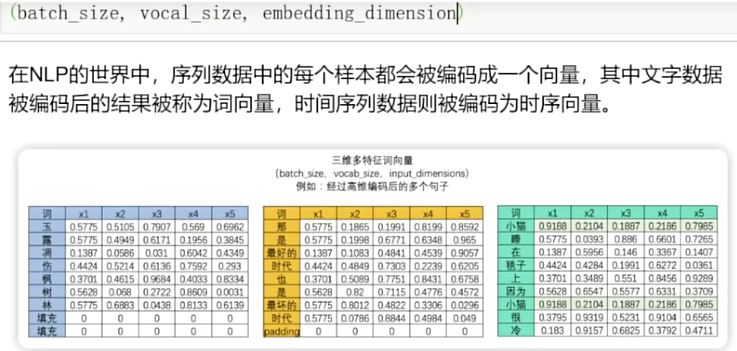 (batch_size, vocal_size, embedding_dimension)
在NLP的世界中，序列数据中的每个样本都会被编码成一个向量，其中文字数据
被编码后的结果被称为词向量，时间序列数据则被编码为时序向量。
三维多特征词向量
(batch_size, vocab_size, input_dimensions)
例如：经过高维编码后的多个句子
词 x1 x2 x3 x4 x5
玉 0.5775 0.5105 0.7907 0.569 0.6962
露 0.5775 0.4949 0.6171 0.1956 0.3845
凋 0.1387 0.0586 0.031 0.6042 0.4349
伤 0.4424 0.5214 0.6136 0.7592 0.293
枫 0.3701 0.4615 0.9684 0.4033 0.8334
树 0.5628 0.068 0.2722 0.8609 0.0031
林 0.5775 0.6883 0.0438 0.8133 0.6139
填充 0 0 0 0 0
填充 0 0 0 0 0
词 x1 x2 x3 x4 x5
那 0.5775 0.1865 0.1991 0.8199 0.8592
是 0.5775 0.1998 0.6771 0.6348 0.965
最好的 0.1387 0.1083 0.4841 0.4539 0.9057
时代 0.4424 0.4849 0.7303 0.2239 0.6205
也 0.3701 0.5089 0.7751 0.8431 0.6758
是 0.5628 0.82 0.7115 0.4776 0.4572
最坏的 0.5775 0.8012 0.4822 0.3306 0.0296
时代 0.5775 0.0786 0.8844 0.4984 0.049
padding 0 0 0 0 0
词 x1 x2 x3 x4 x5
小猫 0.9188 0.2104 0.1887 0.2186 0.7985
睡 0.5775 0.0393 0.886 0.6601 0.7265
在 0.1387 0.5956 0.146 0.3367 0.1407
毯子 0.4424 0.4284 0.1991 0.6272 0.0361
上 0.3701 0.3489 0.551 0.8456 0.9289
因为 0.5628 0.6547 0.5577 0.6331 0.3709
小猫 0.9188 0.2104 0.1887 0.2186 0.7985
很 0.3795 0.9319 0.5231 0.9104 0.6565
冷 0.183 0.9157 0.6825 0.3792 0.4711